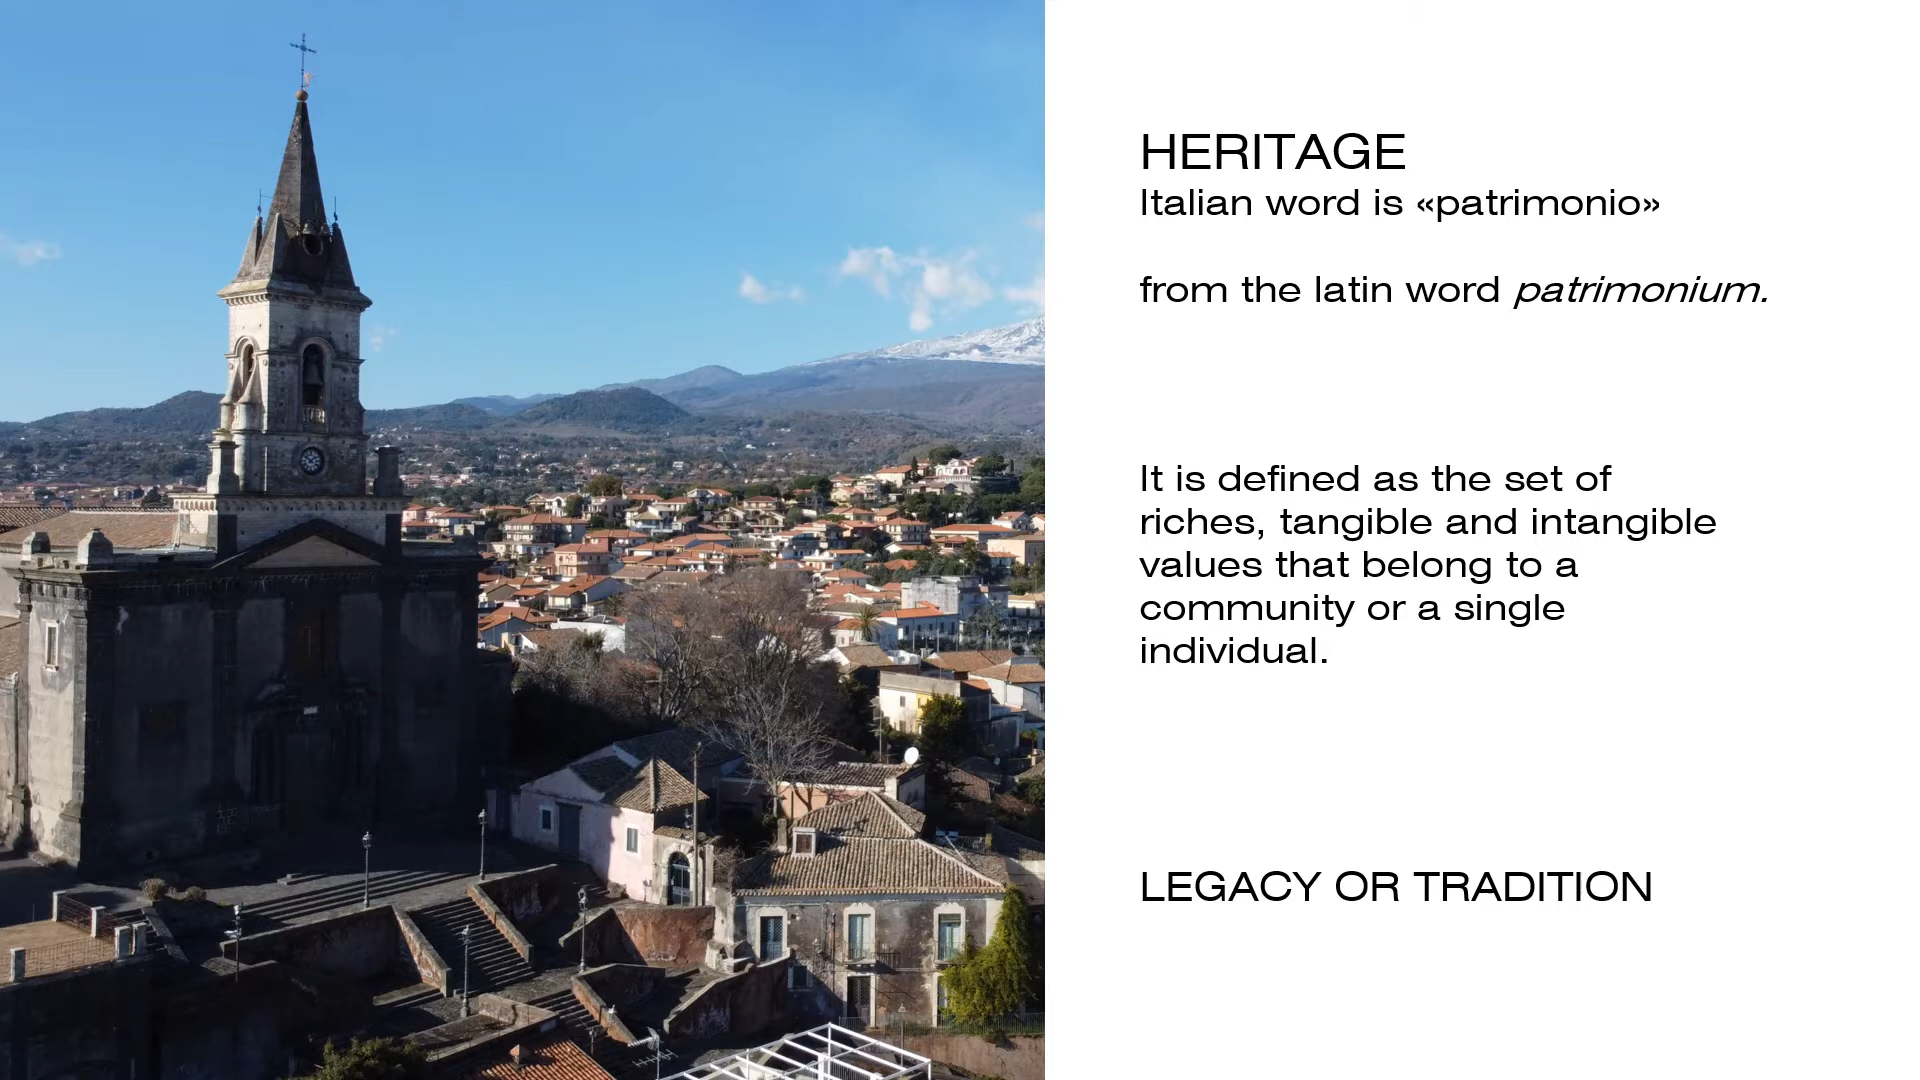 HERITAGE
Italian word is «patrimonio»
from the latin word patrimonium.
It is defined as the set of
riches, tangible and intangible
values that belong to a
community or a single
individual.
LEGACY OR TRADITION